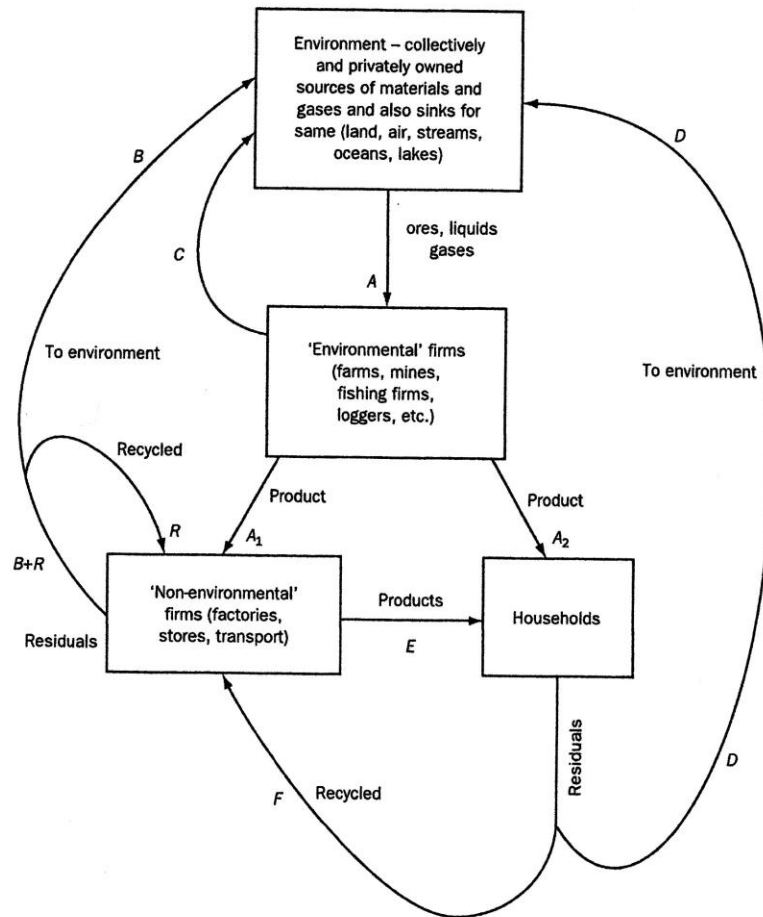 Environment – collectively
and privately owned
sources of materials and
gases and also sinks for
same (land, air, streams,
oceans, lakes)
B
D
C
ores, liquids
gases
A
To environment
'Environmental' firms
(farms, mines,
fishing firms,
loggers, etc.)
To environment
Recycled
Product
Product
R
A1
A2
B+R
'Non-environmental'
firms (factories,
stores, transport)
Products
E
Households
Residuals
Residuals
D
F
Recycled